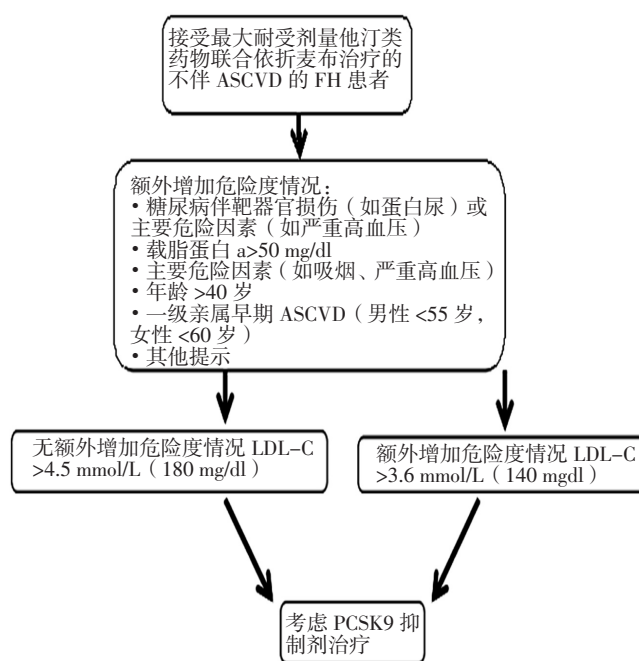 接受最大耐受剂量他汀类
药物联合依折麦布治疗的
不伴 ASCVD 的 FH 患者
额外增加危险度情况：
• 糖尿病伴靶器官损伤（如蛋白尿）或
主要危险因素（如严重高血压）
• 载脂蛋白 a>50 mg/dl
• 主要危险因素（如吸烟、严重高血压）
• 年龄 >40 岁
• 一级亲属早期 ASCVD（男性 <55 岁，
女性 <60 岁）
• 其他提示
无额外增加危险度情况 LDL-C
>4.5 mmol/L（180 mg/dl）
额外增加危险度情况 LDL-C
>3.6 mmol/L（140 mgdl）
考虑 PCSK9 抑
制剂治疗